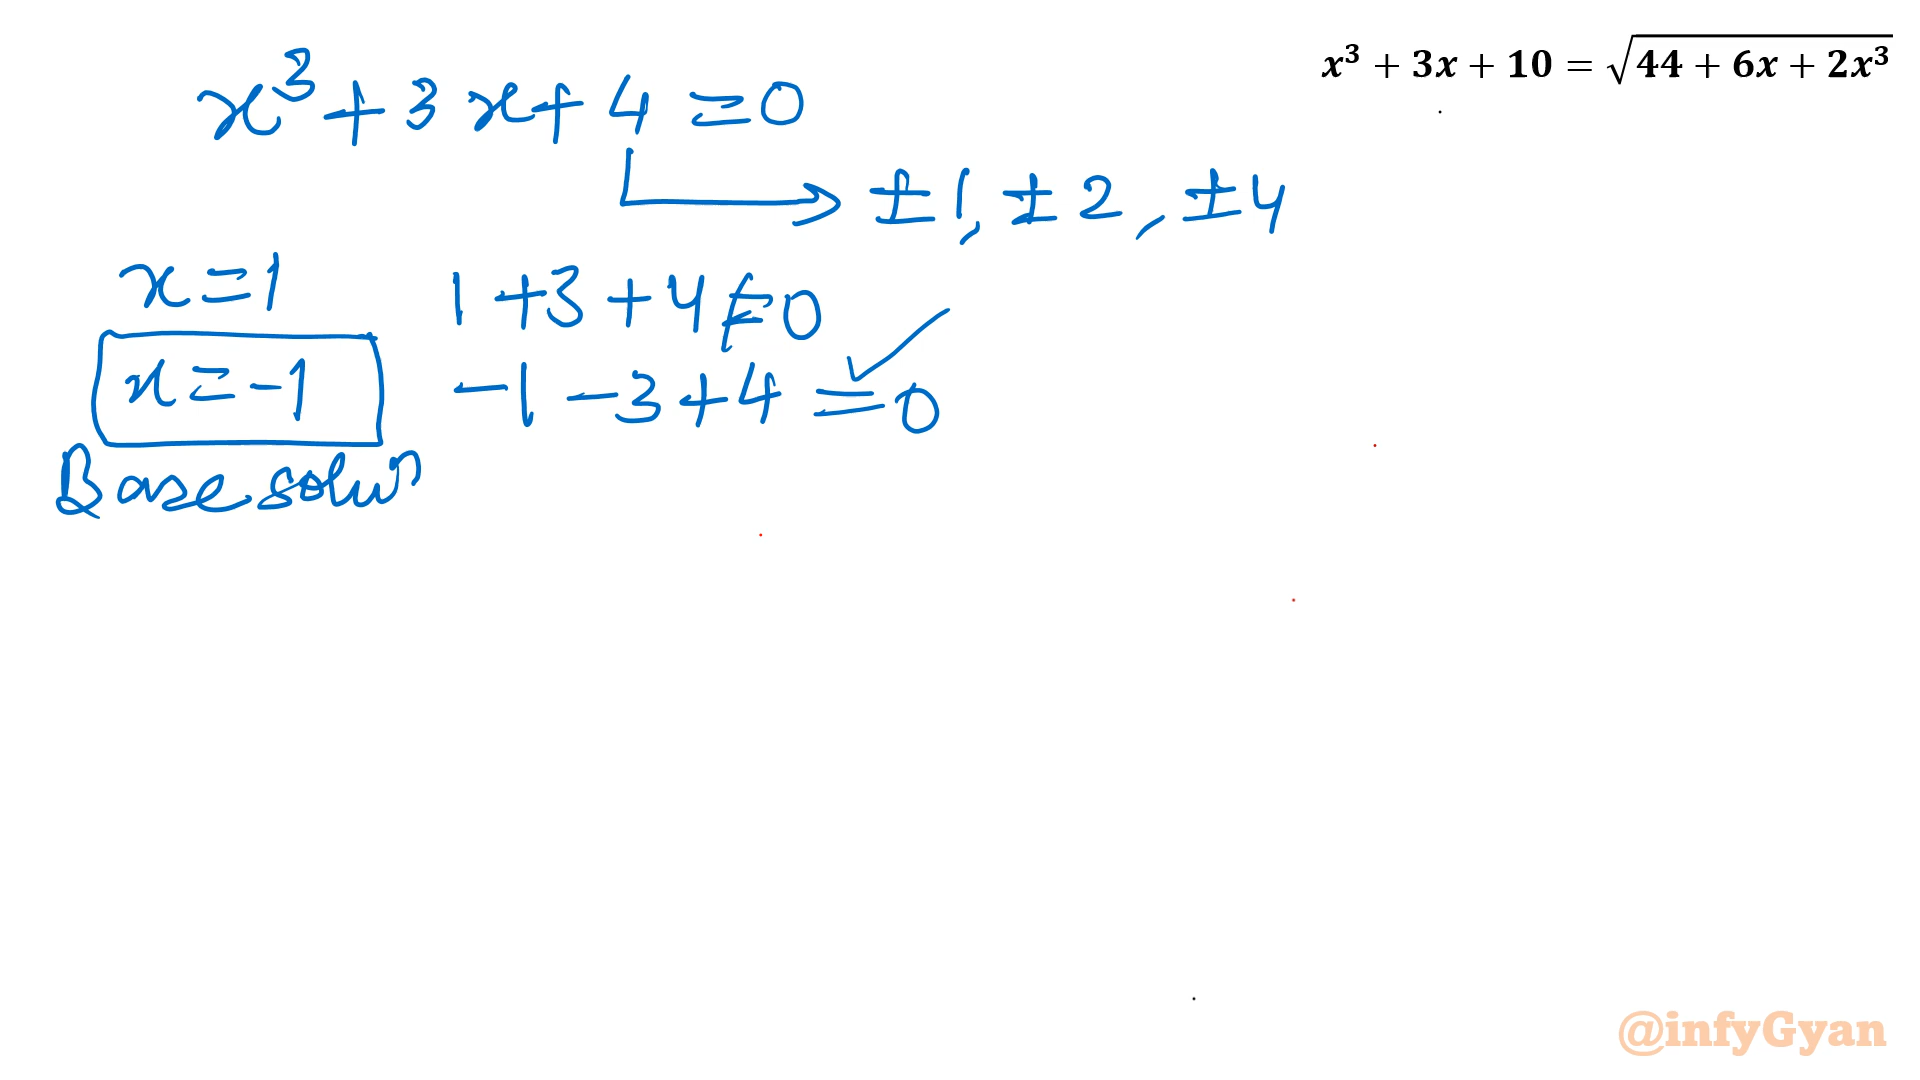 x³ + 3x + 10 = √(44 + 6x + 2x³)
x³ + 3x + 4 = 0
±1, ±2, ±4
x = 1 1 + 3 + 4 ≠ 0
x = -1 -1 - 3 + 4 = 0 ✓
Base soluⁿ
@infyGyan